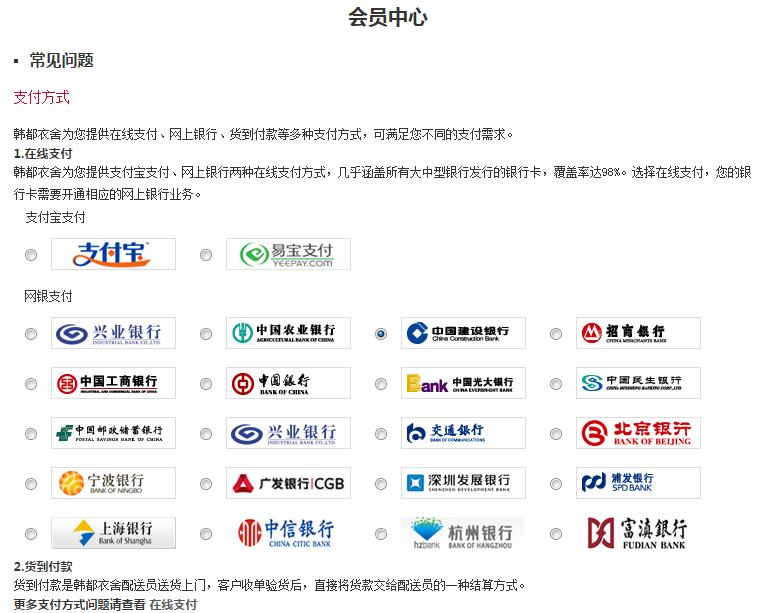 会员中心
常见问题
支付方式
韩都衣舍为您提供在线支付、网上银行、货到付款等多种支付方式，可满足您不同的支付需求。
1.在线支付
韩都衣舍为您提供支付宝支付、网上银行两种在线支付方式，几乎涵盖所有大中型银行发行的银行卡，覆盖率达98%。选择在线支付，您的银
行卡需要开通相应的网上银行业务。
支付宝支付
支付宝 易宝支付
YEEPAY.COM
网银支付
兴业银行 中国农业银行 中国建设银行 招商银行
INDUSTRIAL BANK CO.,LTD. AGRICULTURAL BANK OF CHINA China Construction Bank CHINA MERCHANTS BANK
中国工商银行 中国银行 Bank 中国光大银行 中国民生银行
INDUSTRIAL AND COMMERCIAL BANK OF CHINA BANK OF CHINA CHINA EVERBRIGHT BANK CHINA MINSHENG BANKING CORP.,LTD.
中国邮政储蓄银行 兴业银行 交通银行 北京银行
POSTAL SAVINGS BANK OF CHINA INDUSTRIAL BANK CO.,LTD. BANK OF COMMUNICATIONS BANK OF BEIJING
宁波银行 广发银行|CGB 深圳发展银行 浦发银行
BANK OF NINGBO SHENZHEN DEVELOPMENT BANK SPD BANK
上海银行 中信银行 杭州银行 富滇银行
Bank of Shanghai CHINA CITIC BANK hzbank BANK OF HANGZHOU FUDIAN BANK
2.货到付款
货到付款是韩都衣舍配送员送货上门，客户收单验货后，直接将货款交给配送员的一种结算方式。
更多支付方式问题请查看 在线支付